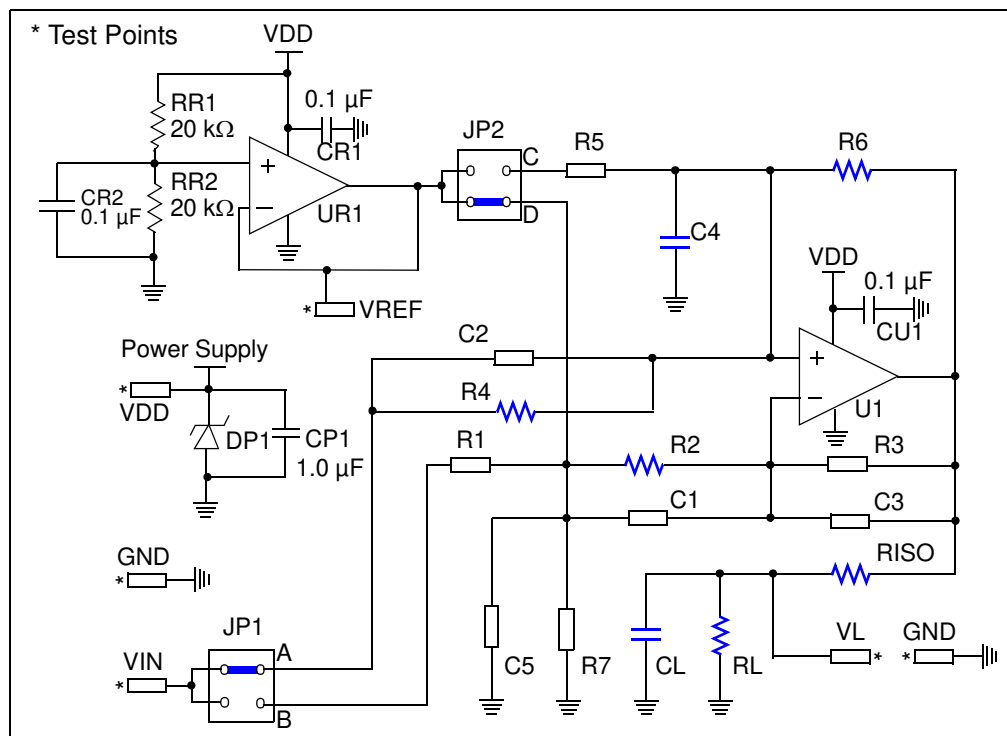 * Test Points
VDD
RR1
20 kΩ
0.1 µF
CR1
JP2
C
R5
R6
+
RR2
20 kΩ
CR2
0.1 µF
−
UR1
D
C4
VDD
0.1 µF
CU1
* VREF
C2
+
Power Supply
* VDD
R4
−
U1
DP1
CP1
1.0 µF
R1
R2
R3
C1
C3
GND
*
RISO
JP1
A
VIN
*
B
C5
R7
CL
RL
VL
*
GND
*